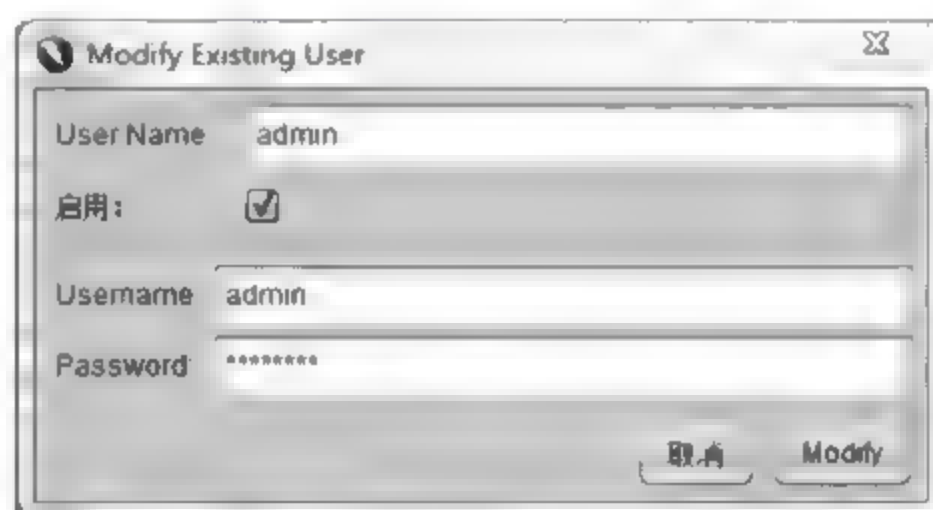 Modify Existing User
User Name admin
启用：
Username admin
Password ********
取消 Modify